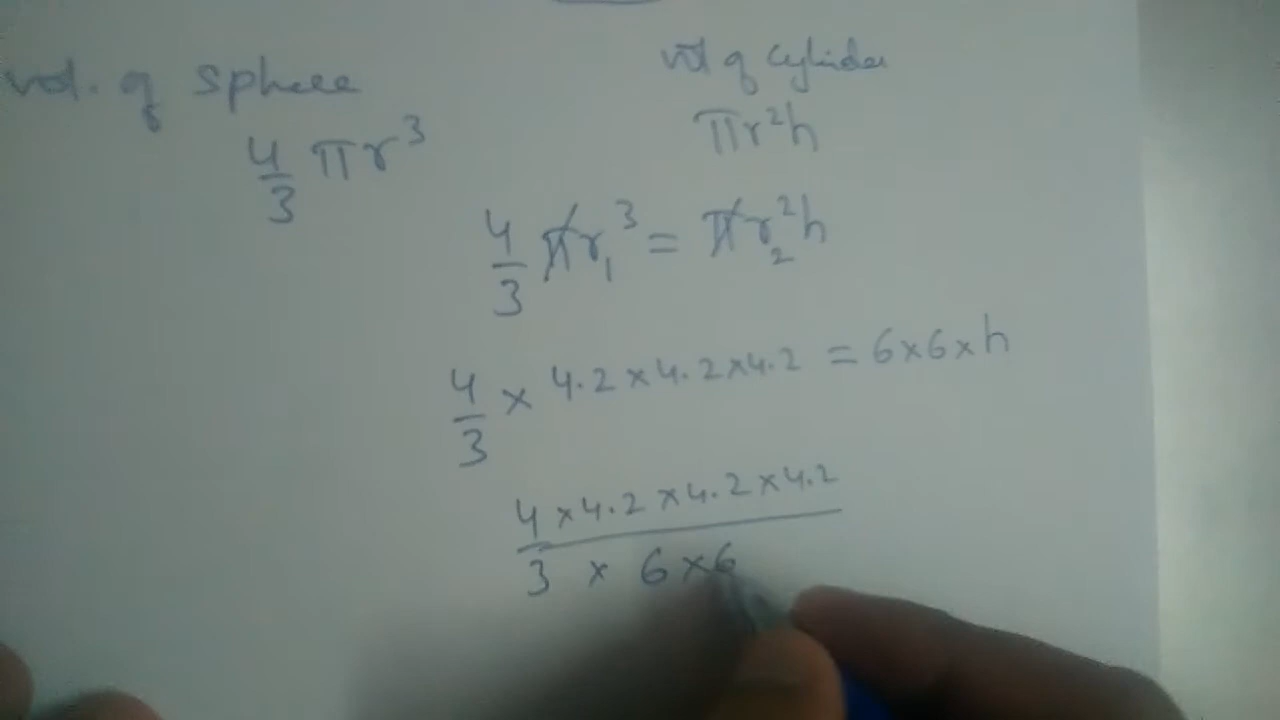 vol. of sphere
4/3 πr³
vol of cylinder
πr²h
4/3 πr₁³ = πr₂²h
4/3 × 4.2×4.2×4.2 = 6×6×h
4×4.2×4.2×4.2
3 × 6×6